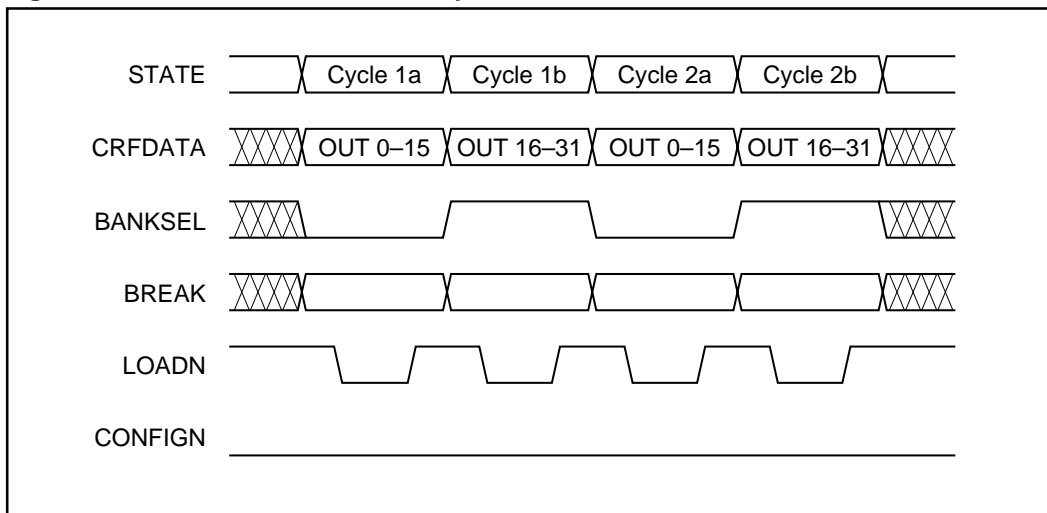 STATE Cycle 1a Cycle 1b Cycle 2a Cycle 2b
CRFDATA OUT 0–15 OUT 16–31 OUT 0–15 OUT 16–31
BANKSEL
BREAK
LOADN
CONFIGN